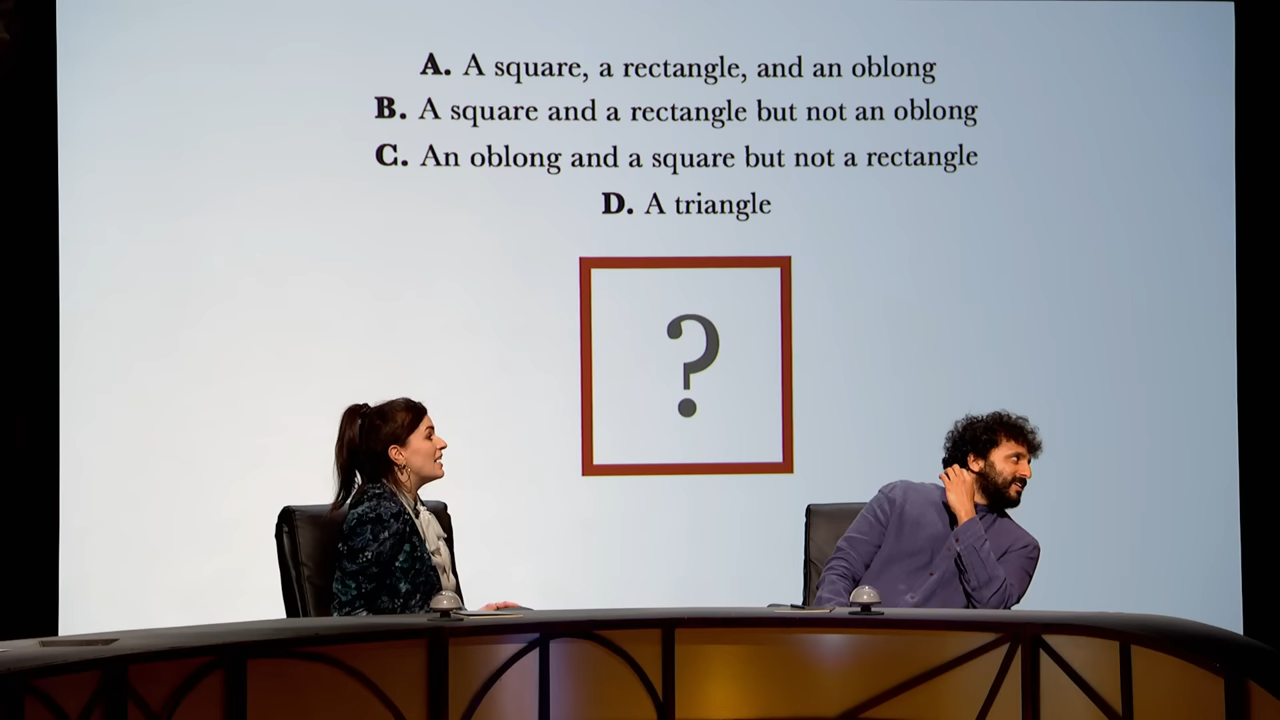 A. A square, a rectangle, and an oblong
B. A square and a rectangle but not an oblong
C. An oblong and a square but not a rectangle
D. A triangle
?